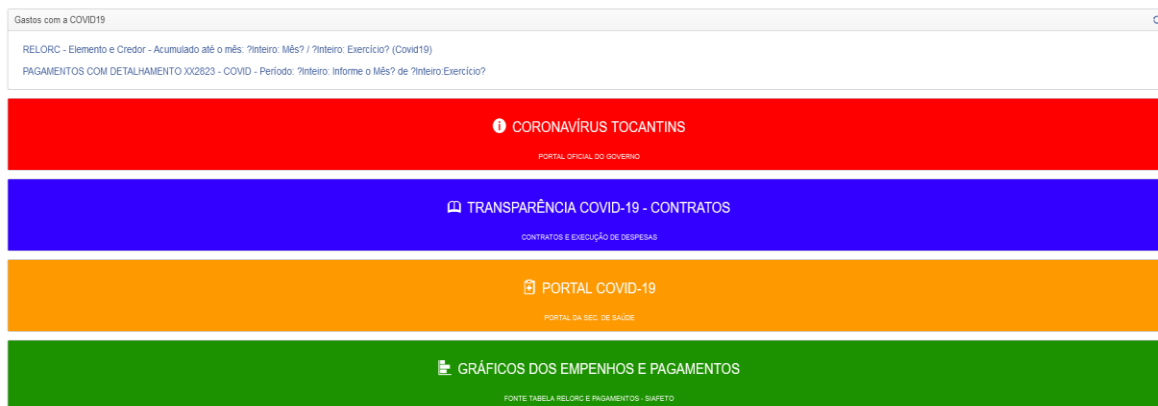 Gastos com a COVID19
RELORC - Elemento e Credor - Acumulado até o mês: ?Inteiro: Mês? / ?Inteiro: Exercício? (Covid19)
PAGAMENTOS COM DETALHAMENTO XX2823 - COVID - Período: ?Inteiro: Informe o Mês? de ?Inteiro:Exercício?
CORONAVÍRUS TOCANTINS
PORTAL OFICIAL DO GOVERNO
TRANSPARÊNCIA COVID-19 - CONTRATOS
CONTRATOS E EXECUÇÃO DE DESPESAS
PORTAL COVID-19
PORTAL DA SEC. DE SAÚDE
GRÁFICOS DOS EMPENHOS E PAGAMENTOS
FONTE TABELA RELORC E PAGAMENTOS - SIAFETO